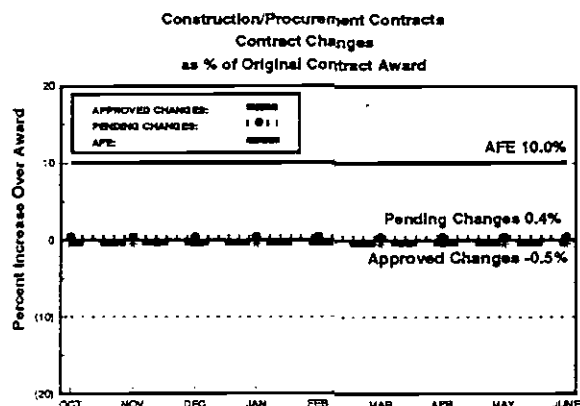 Construction/Procurement Contracts
Contract Changes
as % of Original Contract Award
Percent Increase Over Award
20
APPROVED CHANGES:
PENDING CHANGES:
AFE:
AFE 10.0%
10
Pending Changes 0.4%
0
Approved Changes -0.5%
(10)
(20)
OCT NOV DEC JAN FEB MAR APR MAY JUNE